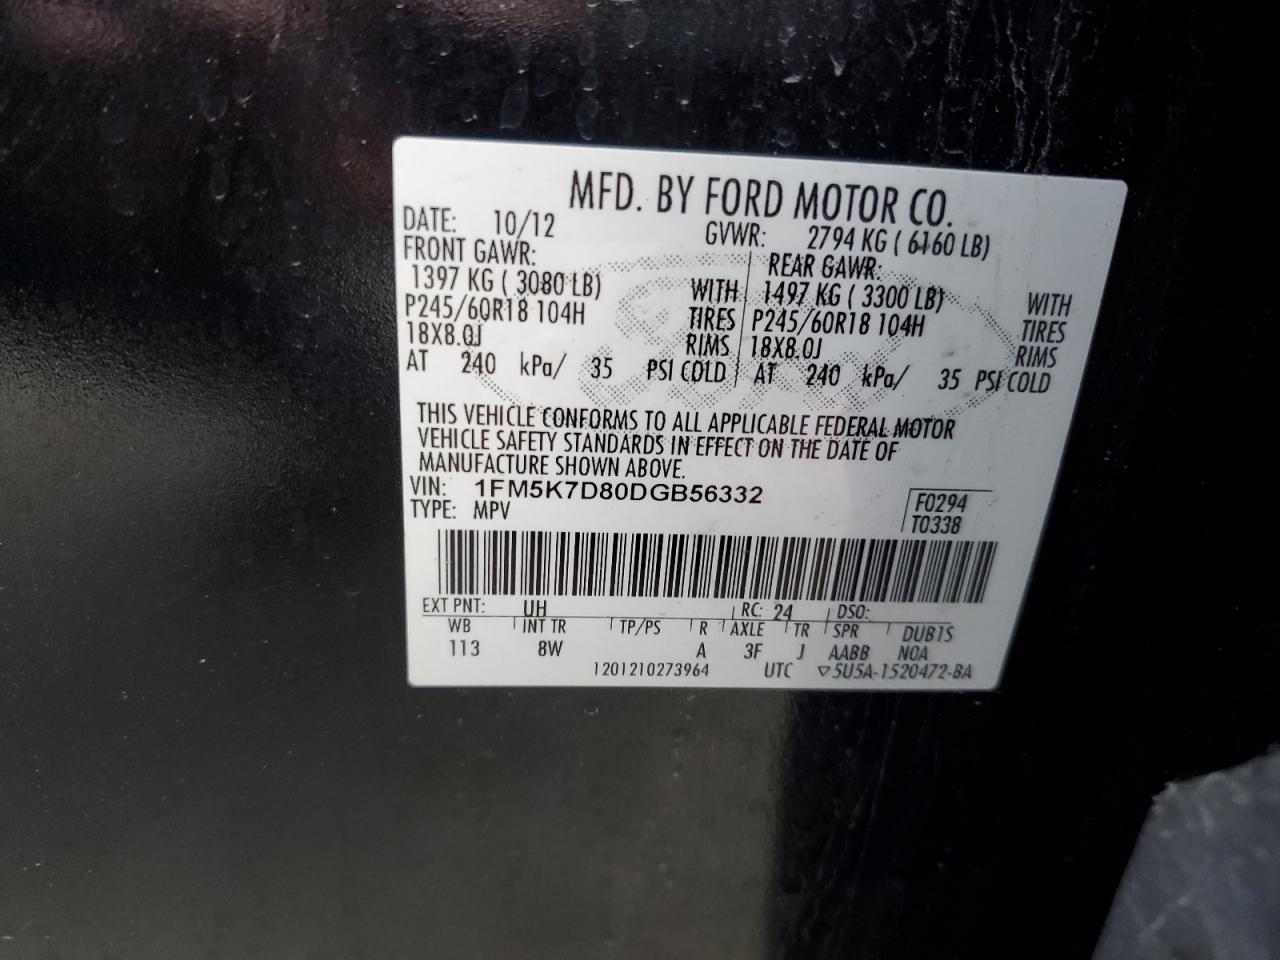 MFD. BY FORD MOTOR CO.
DATE: 10/12 GVWR: 2794 KG ( 6160 LB)
FRONT GAWR: REAR GAWR:
1397 KG ( 3080 LB) WITH 1497 KG ( 3300 LB) WITH
P245/60R18 104H TIRES P245/60R18 104H TIRES
18X8.0J RIMS 18X8.0J RIMS
AT 240 kPa/ 35 PSI COLD AT 240 kPa/ 35 PSI COLD
THIS VEHICLE CONFORMS TO ALL APPLICABLE FEDERAL MOTOR
VEHICLE SAFETY STANDARDS IN EFFECT ON THE DATE OF
MANUFACTURE SHOWN ABOVE.
VIN: 1FM5K7D80DGB56332 F0294
TYPE: MPV T0338
EXT PNT: UH RC: 24 DSO:
WB INT TR TP/PS R AXLE TR SPR DUB1S
113 8W A 3F J AABB N0A
1201210273964 UTC ▽5U5A-1520472-BA